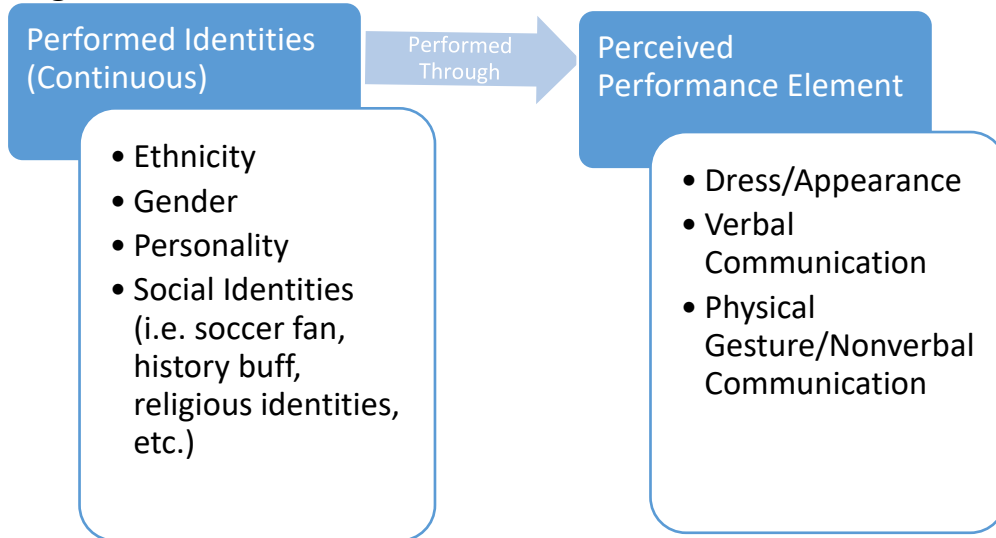 Performed Identities
(Continuous)
Performed
Through
Perceived
Performance Element
• Ethnicity
• Gender
• Personality
• Social Identities
(i.e. soccer fan,
history buff,
religious identities,
etc.)
• Dress/Appearance
• Verbal
Communication
• Physical
Gesture/Nonverbal
Communication